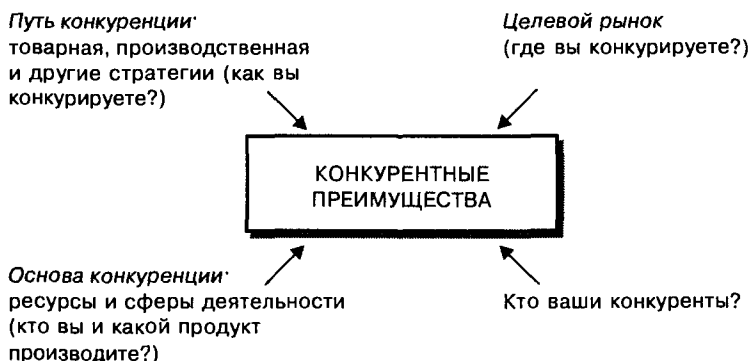 Путь конкуренции·
товарная, производственная
и другие стратегии (как вы
конкурируете?)
Целевой рынок
(где вы конкурируете?)
КОНКУРЕНТНЫЕ
ПРЕИМУЩЕСТВА
Основа конкуренции·
ресурсы и сферы деятельности
(кто вы и какой продукт
производите?)
Кто ваши конкуренты?